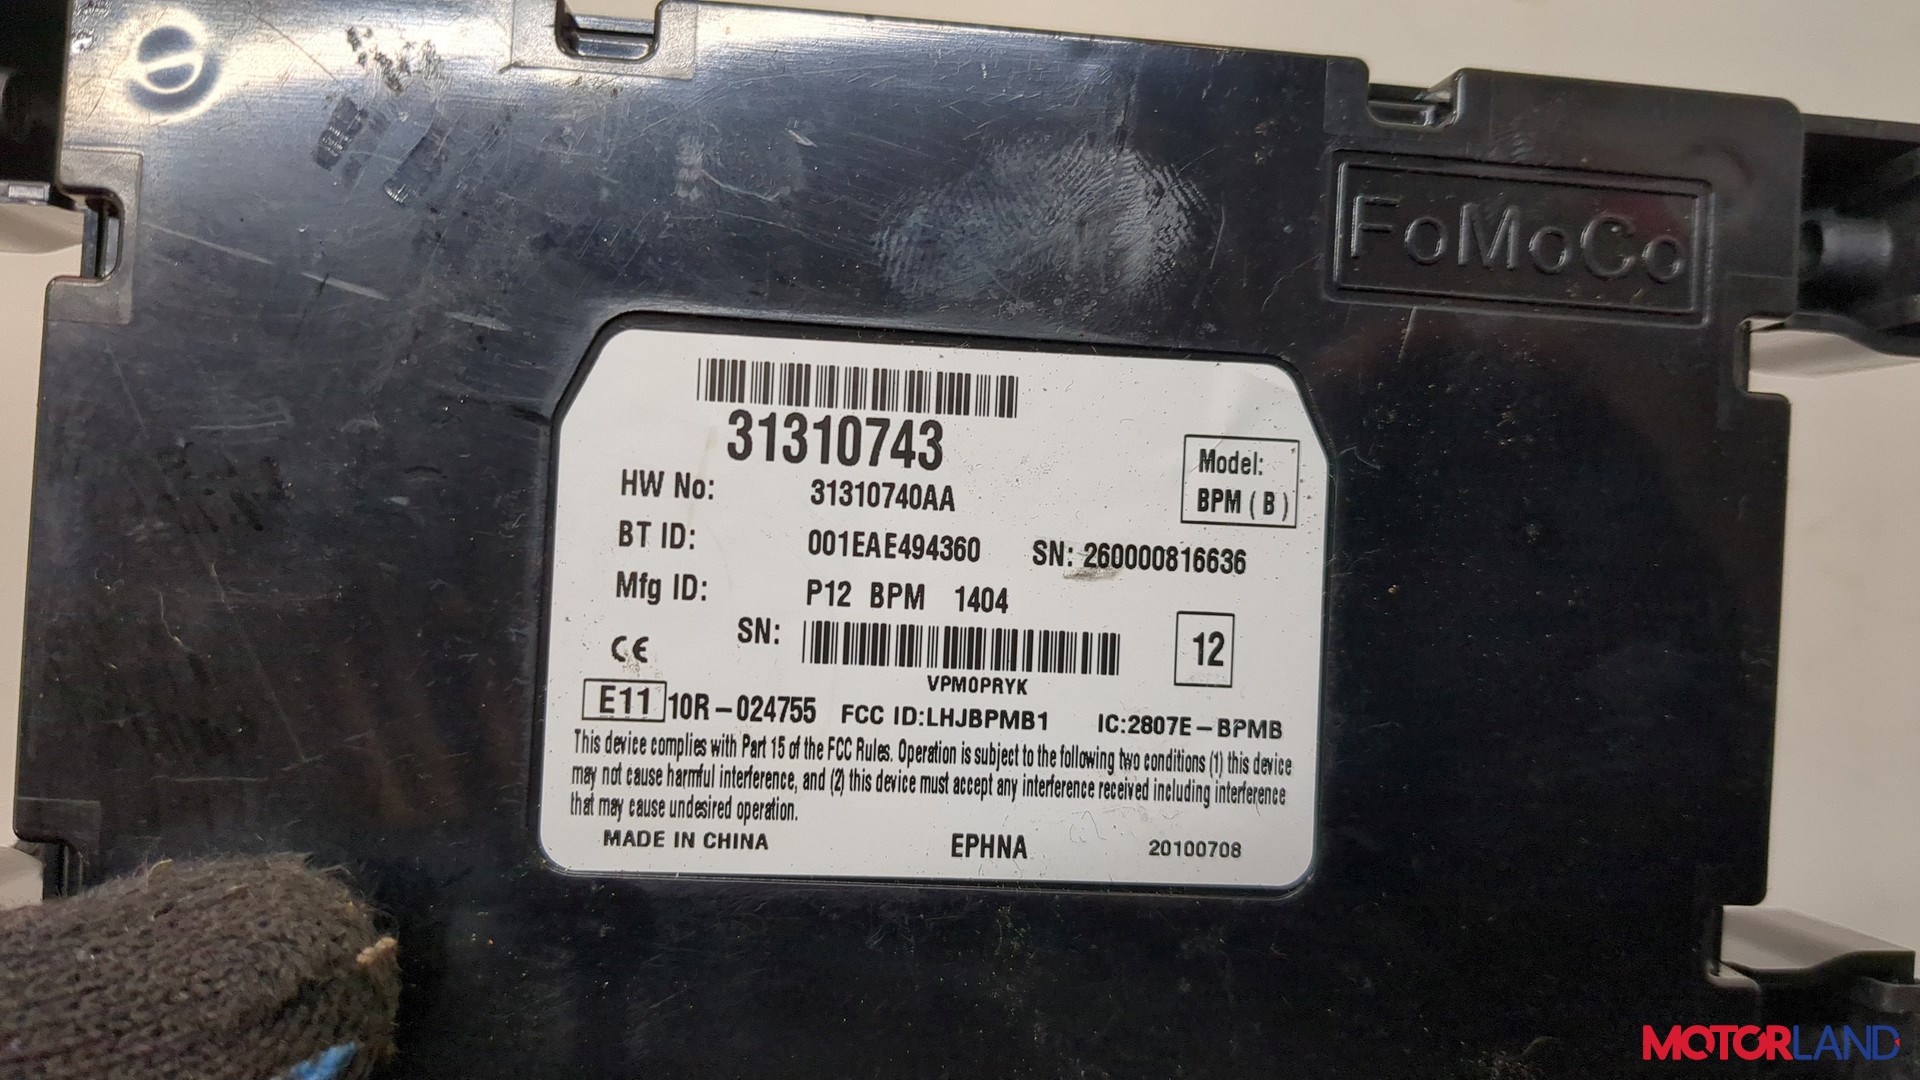 FoMoCo
31310743
HW No: 31310740AA
Model:
BPM ( B )
BT ID: 001EAE494360 SN: 260000816636
Mfg ID: P12 BPM 1404
SN:
VPM0PRYK
12
CE
E11 10R-024755 FCC ID:LHJBPMB1 IC:2807E-BPMB
This device complies with Part 15 of the FCC Rules. Operation is subject to the following two conditions (1) this device
may not cause harmful interference, and (2) this device must accept any interference received including interference
that may cause undesired operation.
MADE IN CHINA EPHNA 20100708
MOTORLAND